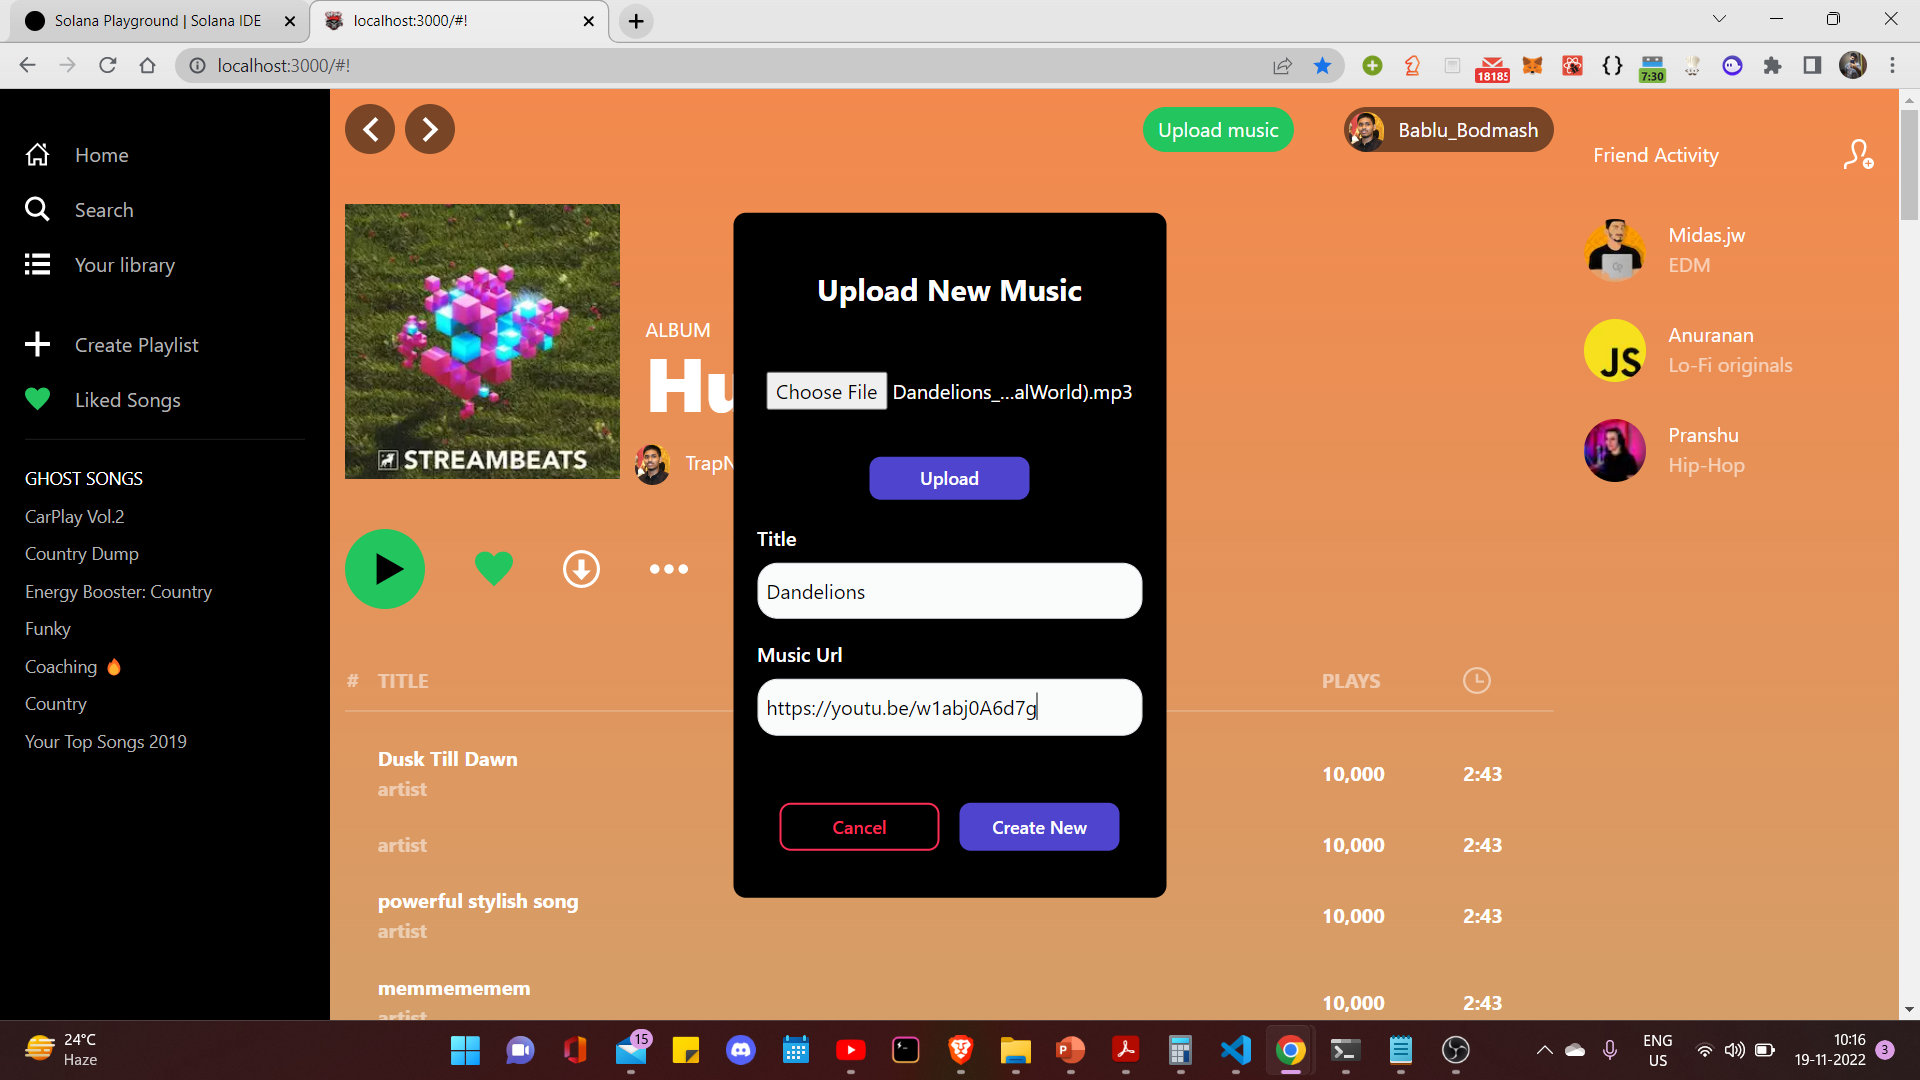 Solana Playground | Solana IDE
localhost:3000/#!
localhost:3000/#!
18185
7:30
Home
Search
Your library
Create Playlist
Liked Songs
GHOST SONGS
CarPlay Vol.2
Country Dump
Energy Booster: Country
Funky
Coaching 🔥
Country
Your Top Songs 2019
Upload music
Bablu_Bodmash
STREAMBEATS
ALBUM
Hu
TrapN
# TITLE
PLAYS
Dusk Till Dawn
artist
10,000 2:43
artist
10,000 2:43
powerful stylish song
artist
10,000 2:43
memmememem
artist
10,000 2:43
Upload New Music
Choose File Dandelions_...alWorld).mp3
Upload
Title
Dandelions
Music Url
https://youtu.be/w1abj0A6d7g
Cancel
Create New
Friend Activity
Midas.jw
EDM
JS
Anuranan
Lo-Fi originals
Pranshu
Hip-Hop
24°C
Haze
15
ENG
US
10:16
19-11-2022
3